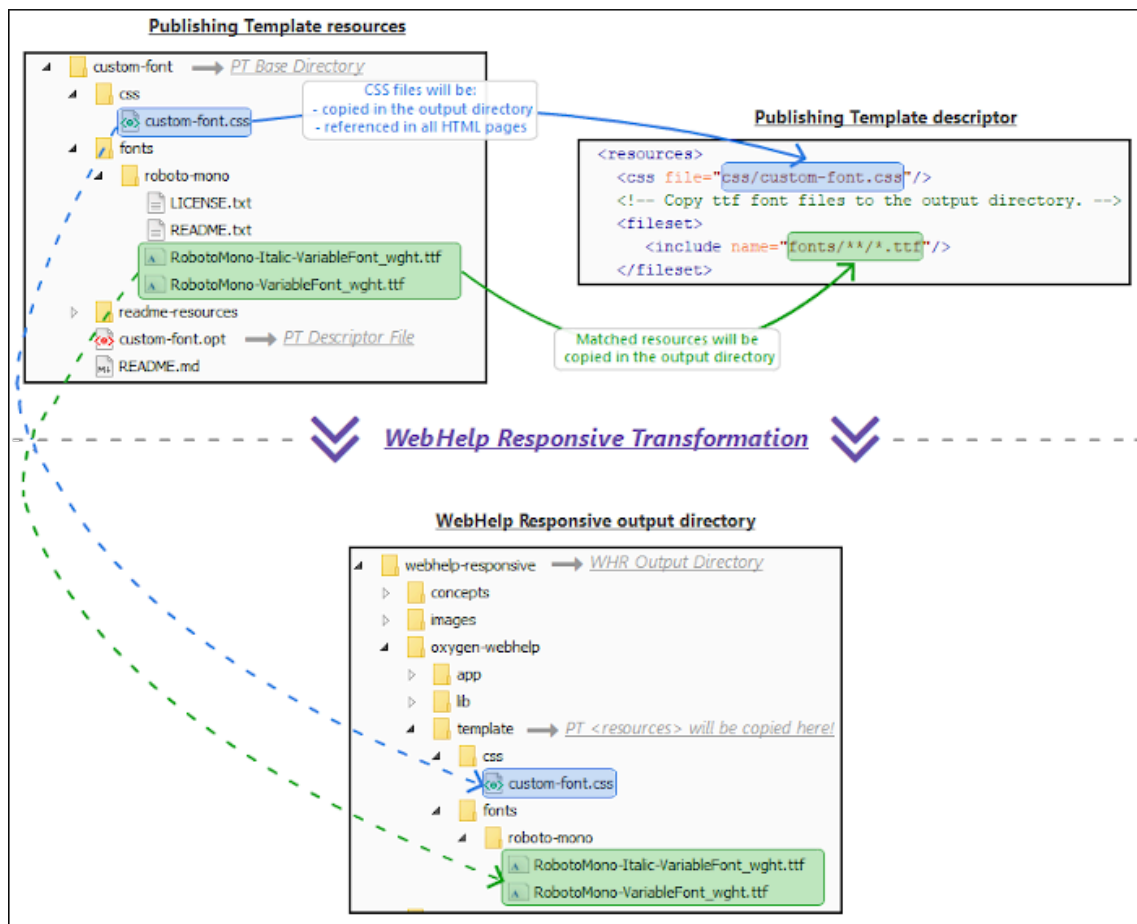 Publishing Template resources
custom-font
PT Base Directory
css
custom-font.css
fonts
roboto-mono
LICENSE.txt
README.txt
RobotoMono-Italic-VariableFont_wght.ttf
RobotoMono-VariableFont_wght.ttf
readme-resources
custom-font.opt
PT Descriptor File
README.md
CSS files will be:
- copied in the output directory
- referenced in all HTML pages
Publishing Template descriptor
<resources>
<css file="css/custom-font.css"/>
<!-- Copy ttf font files to the output directory. -->
<fileset>
<include name="fonts/**/*.ttf"/>
</fileset>
Matched resources will be
copied in the output directory
WebHelp Responsive Transformation
WebHelp Responsive output directory
webhelp-responsive
WHR Output Directory
concepts
images
oxygen-webhelp
app
lib
template
PT <resources> will be copied here!
css
custom-font.css
fonts
roboto-mono
RobotoMono-Italic-VariableFont_wght.ttf
RobotoMono-VariableFont_wght.ttf